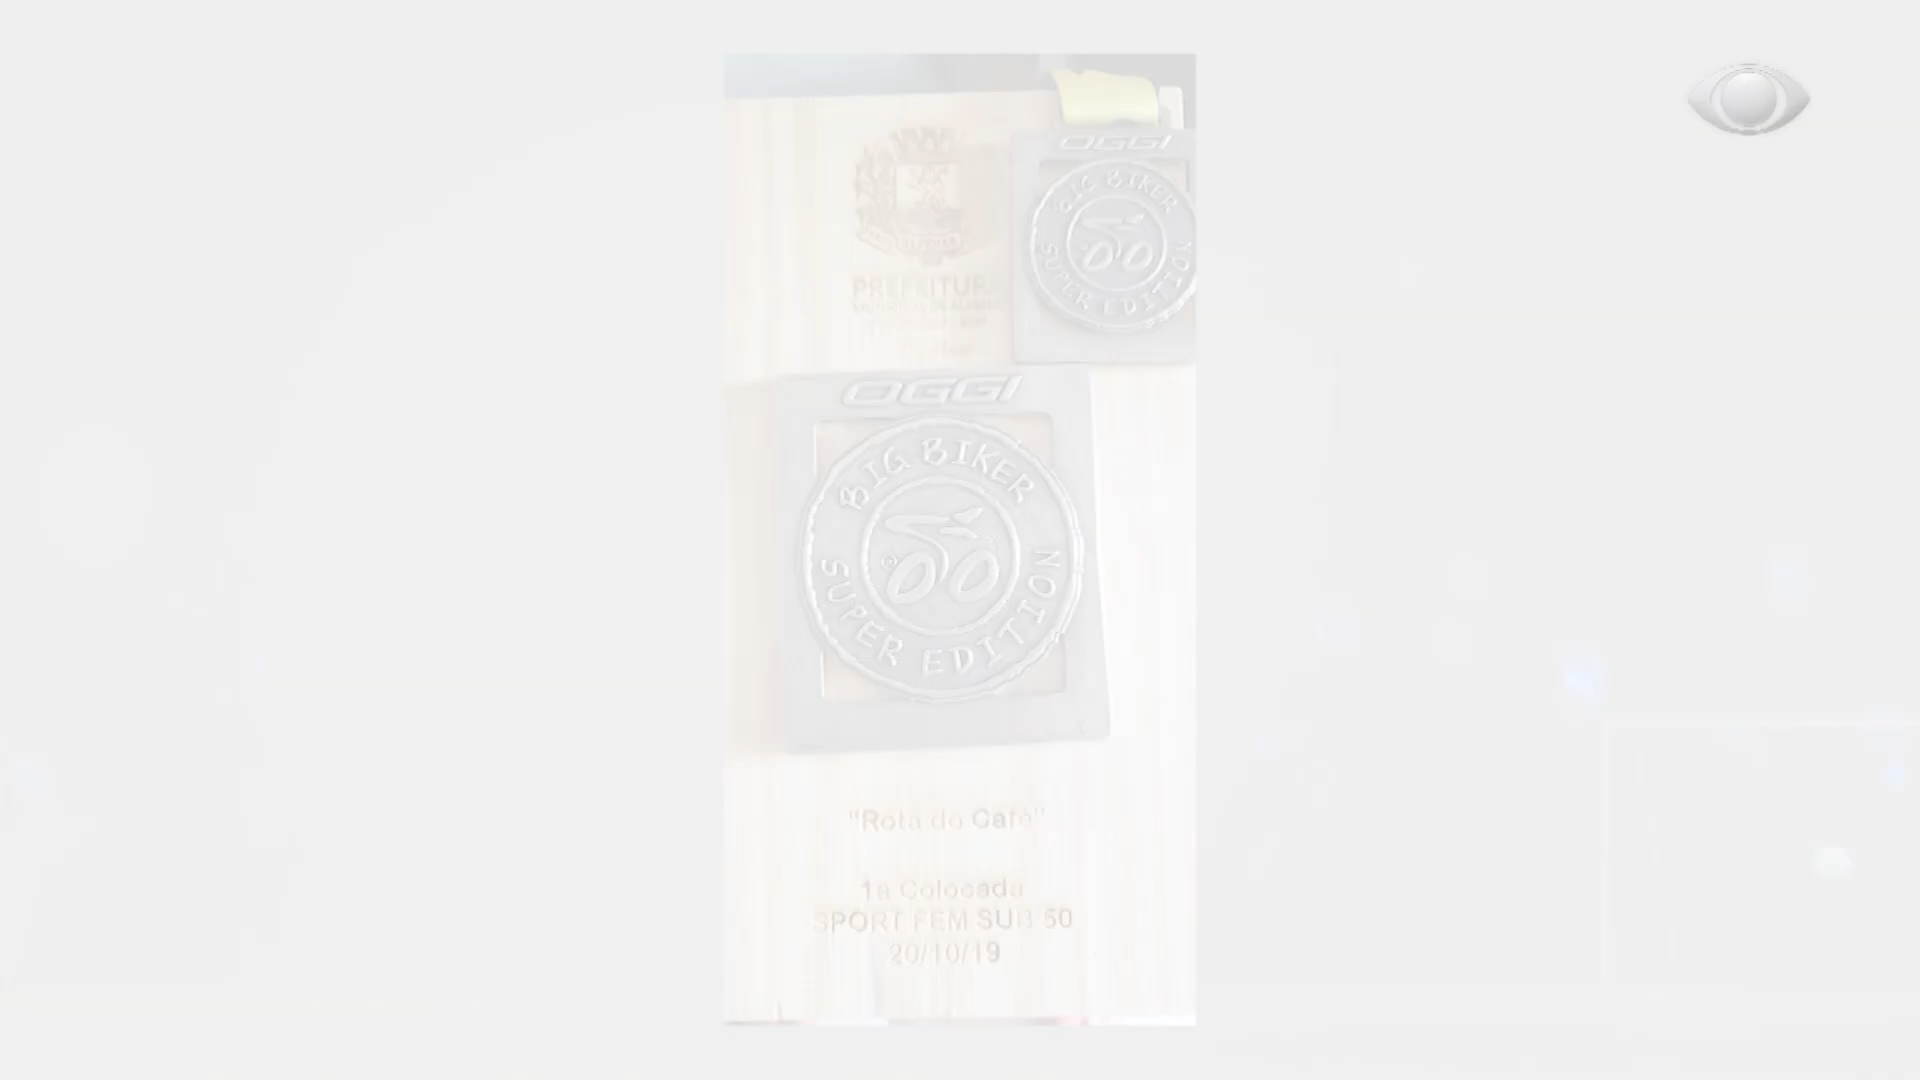 PREFEITURA
OGGI
BIG BIKER
SUPER EDITION
OGGI
BIG BIKER
SUPER EDITION
"Rota do Café"
1a Colocada
SPORT FEM SUB 50
20/10/19